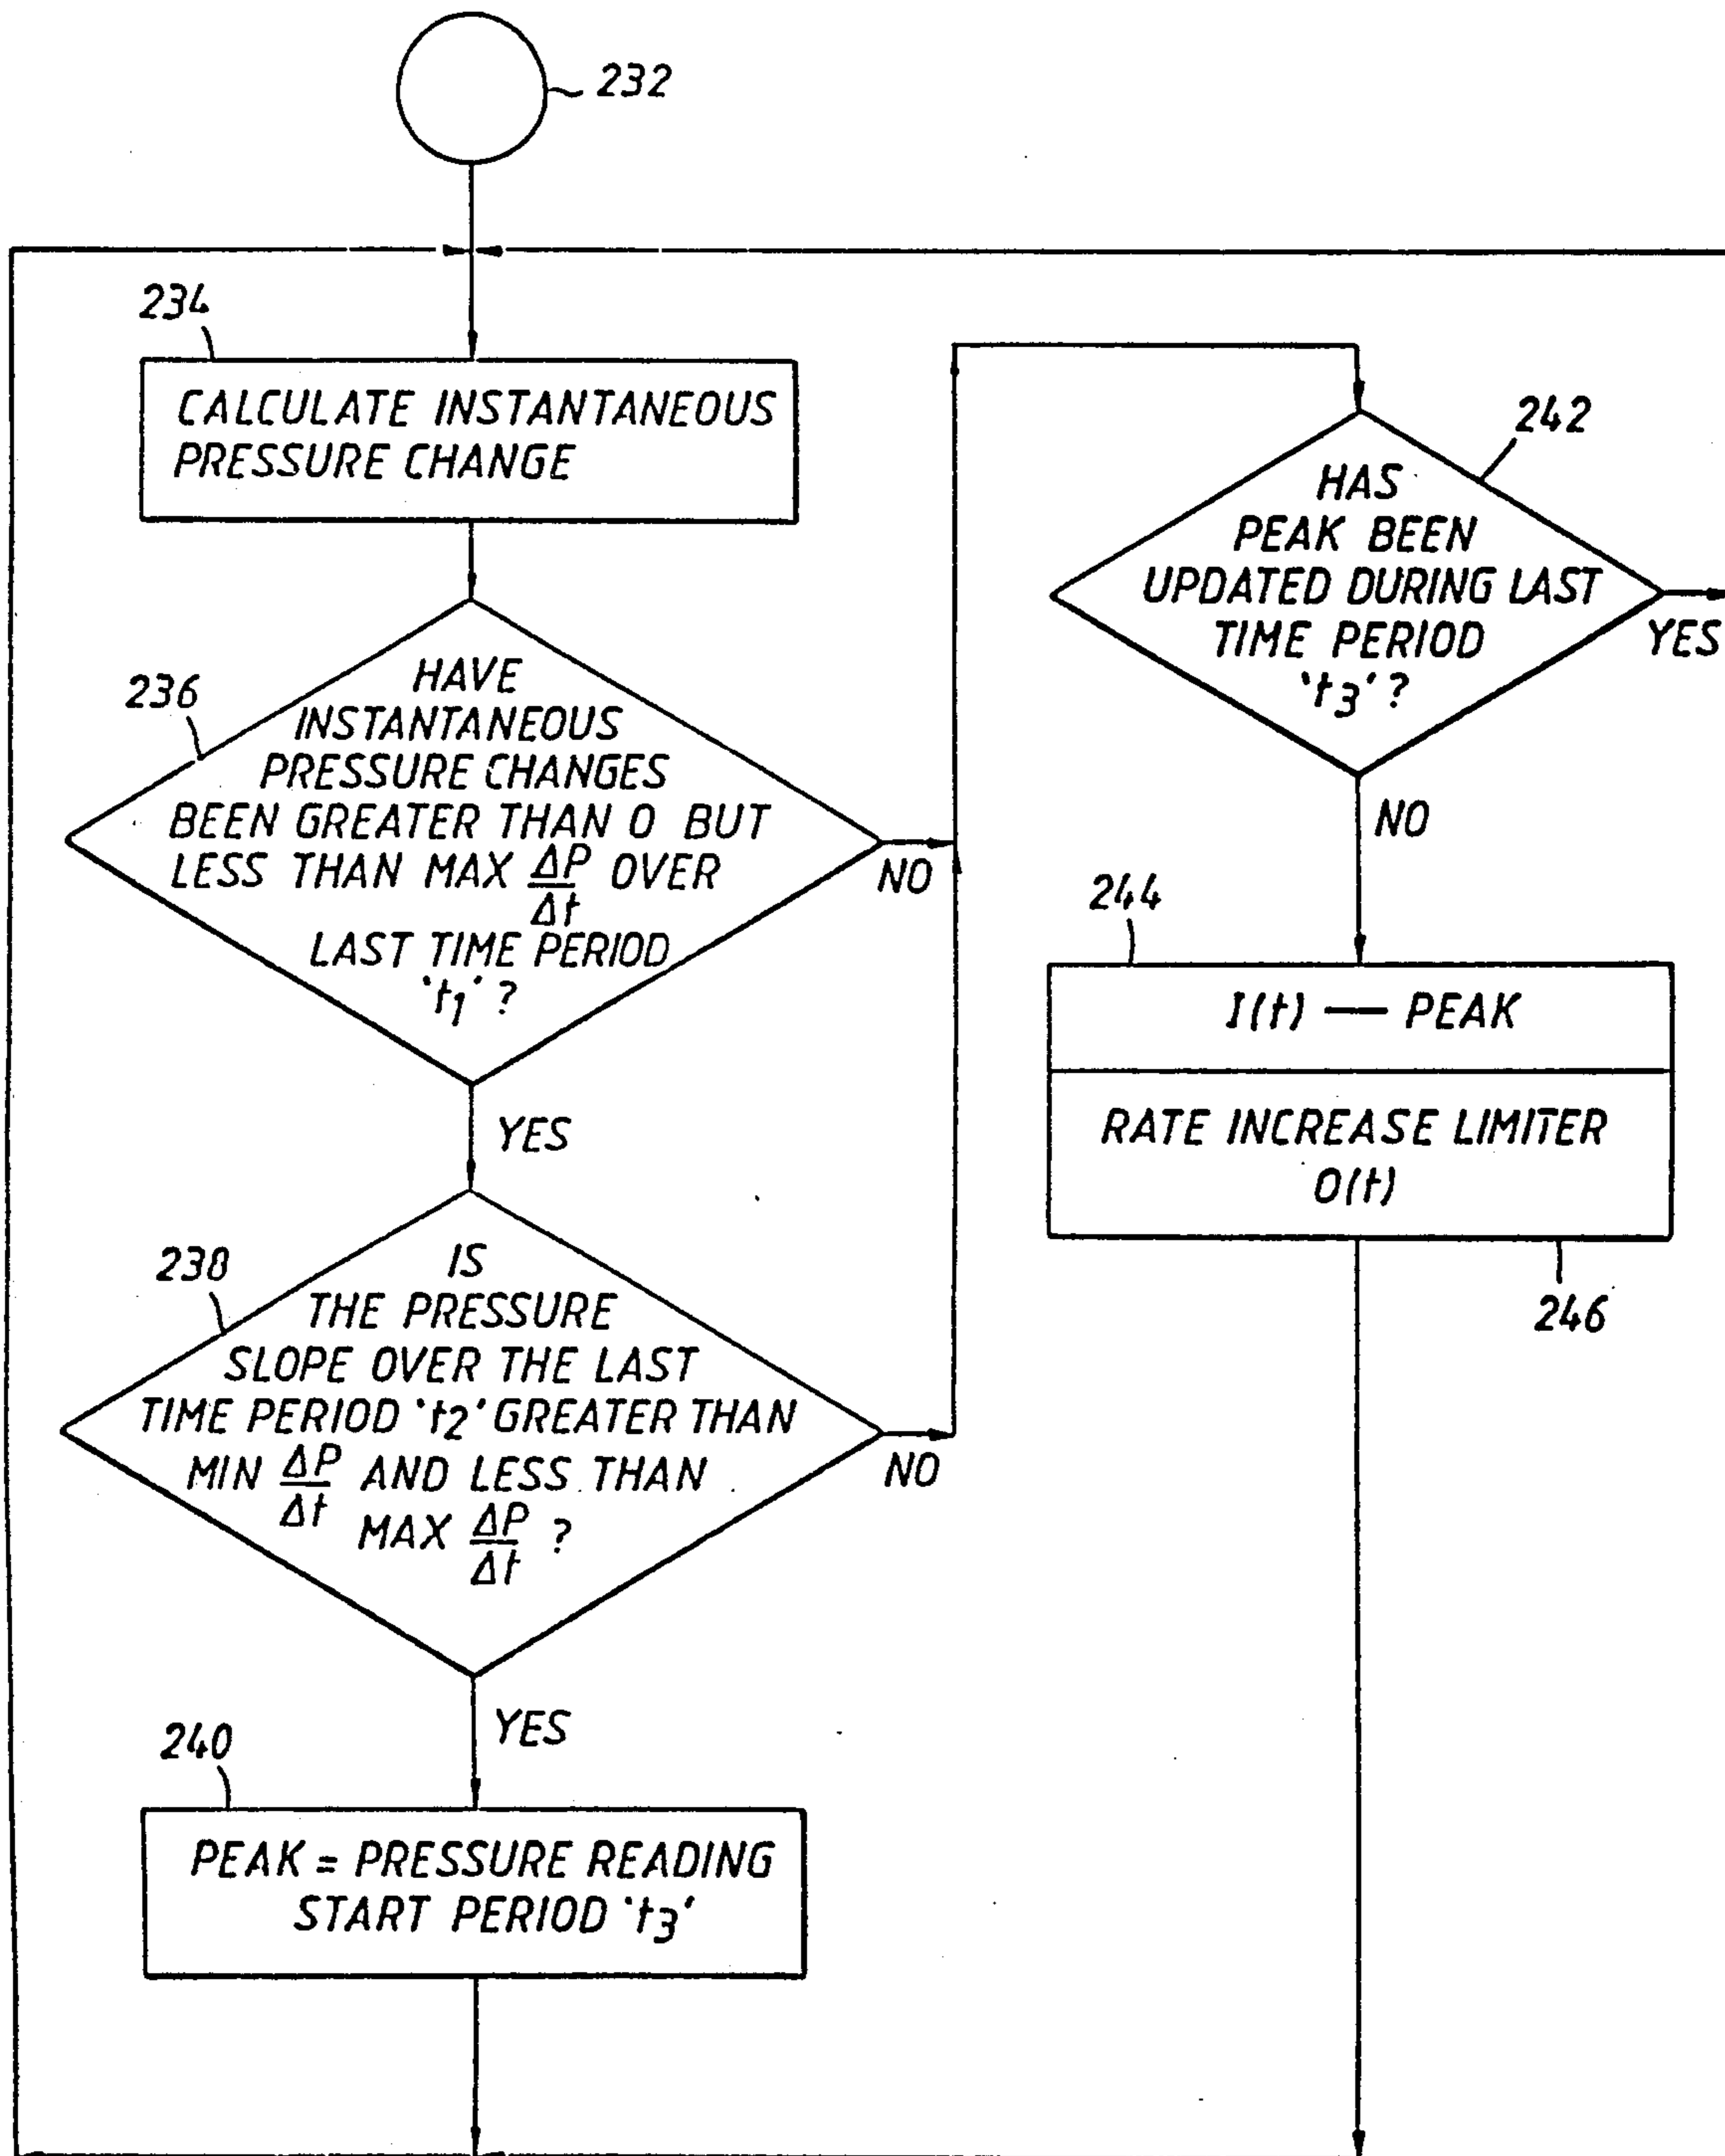 232
234
CALCULATE INSTANTANEOUS
PRESSURE CHANGE
236
HAVE
INSTANTANEOUS
PRESSURE CHANGES
BEEN GREATER THAN 0 BUT
LESS THAN MAX ΔP/Δt OVER
LAST TIME PERIOD
't1' ?
NO
YES
238
IS
THE PRESSURE
SLOPE OVER THE LAST
TIME PERIOD 't2' GREATER THAN
MIN ΔP/Δt AND LESS THAN
MAX ΔP/Δt ?
NO
YES
240
PEAK = PRESSURE READING
START PERIOD 't3'
242
HAS
PEAK BEEN
UPDATED DURING LAST
TIME PERIOD
't3' ?
YES
NO
244
I(t) — PEAK
RATE INCREASE LIMITER
O(t)
246